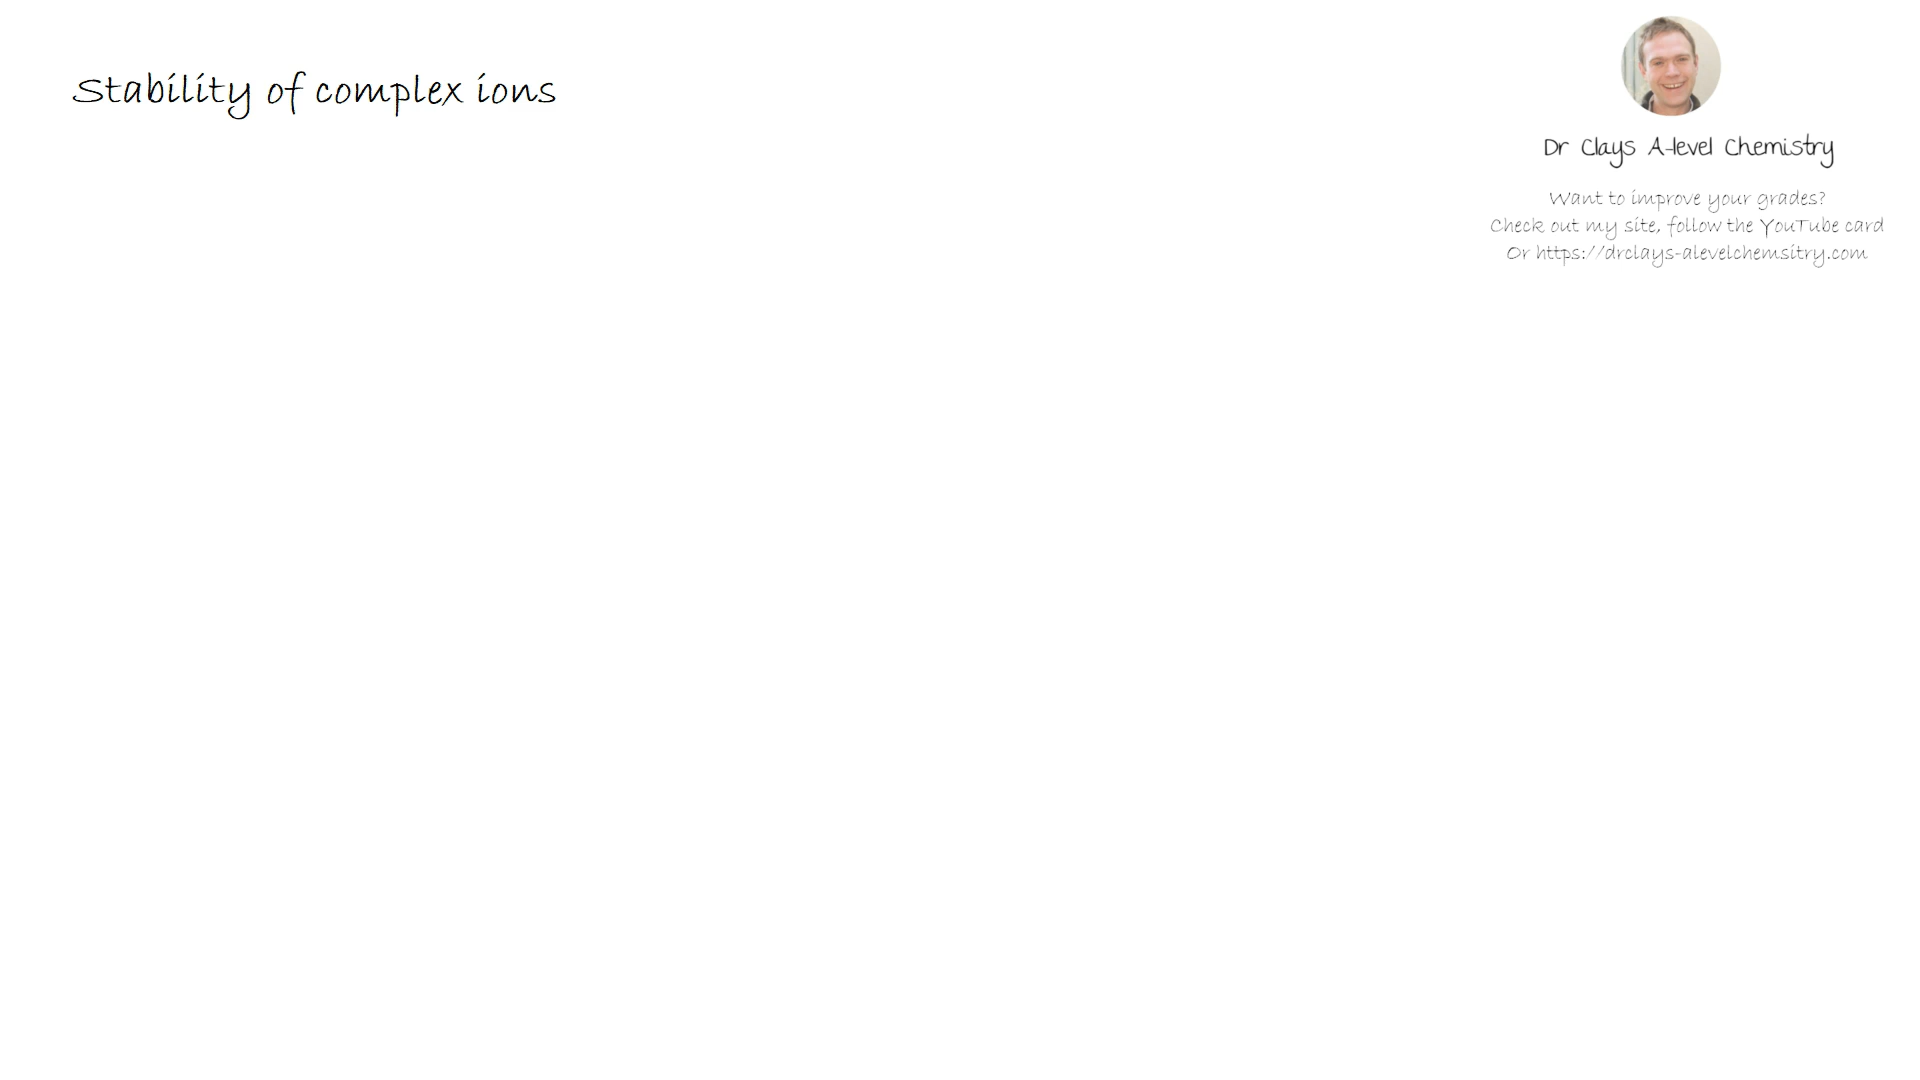 Stability of complex ions
Dr Clays A-level Chemistry
Want to improve your grades?
Check out my site, follow the YouTube card
Or https://drclays-alevelchemsitry.com